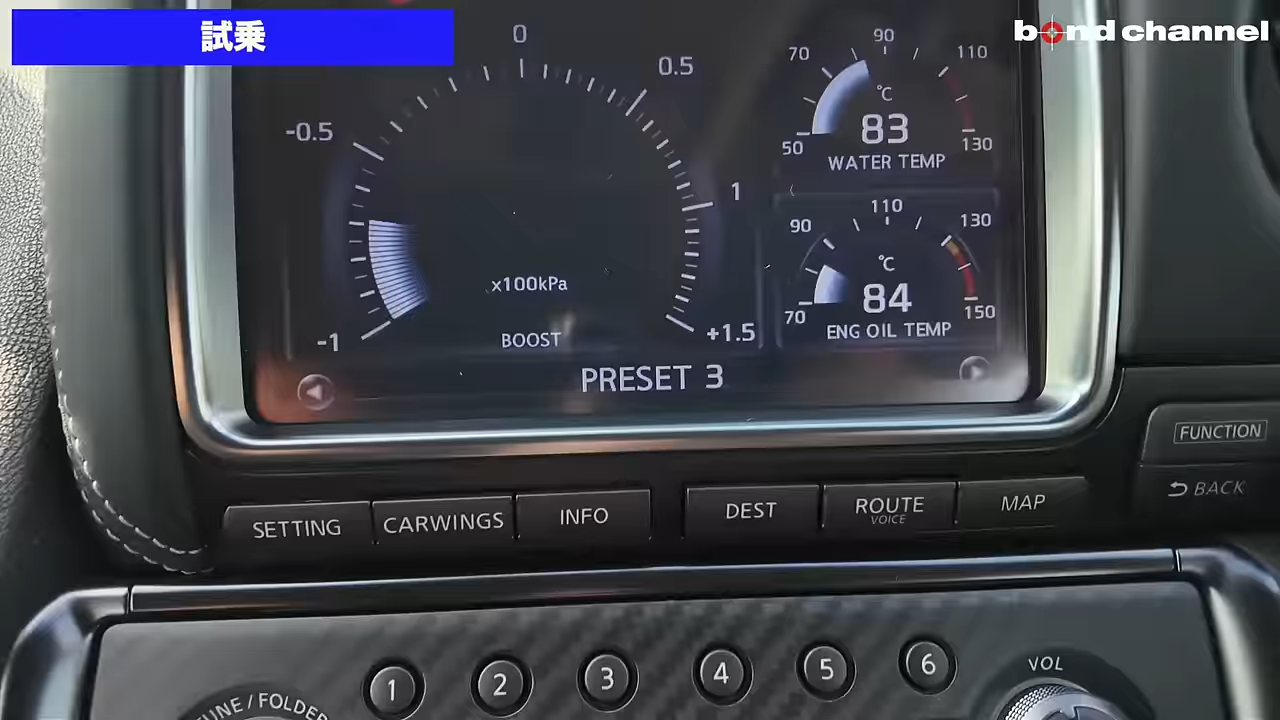 試乗
bond channel
0
0.5
-0.5
1
-1
+1.5
x100kPa
BOOST
90
70
110
50
130
℃
83
WATER TEMP
110
90
130
70
150
℃
84
ENG OIL TEMP
PRESET 3
FUNCTION
BACK
SETTING
CARWINGS
INFO
DEST
ROUTE
VOICE
MAP
1
2
3
4
5
6
VOL
TUNE / FOLDER